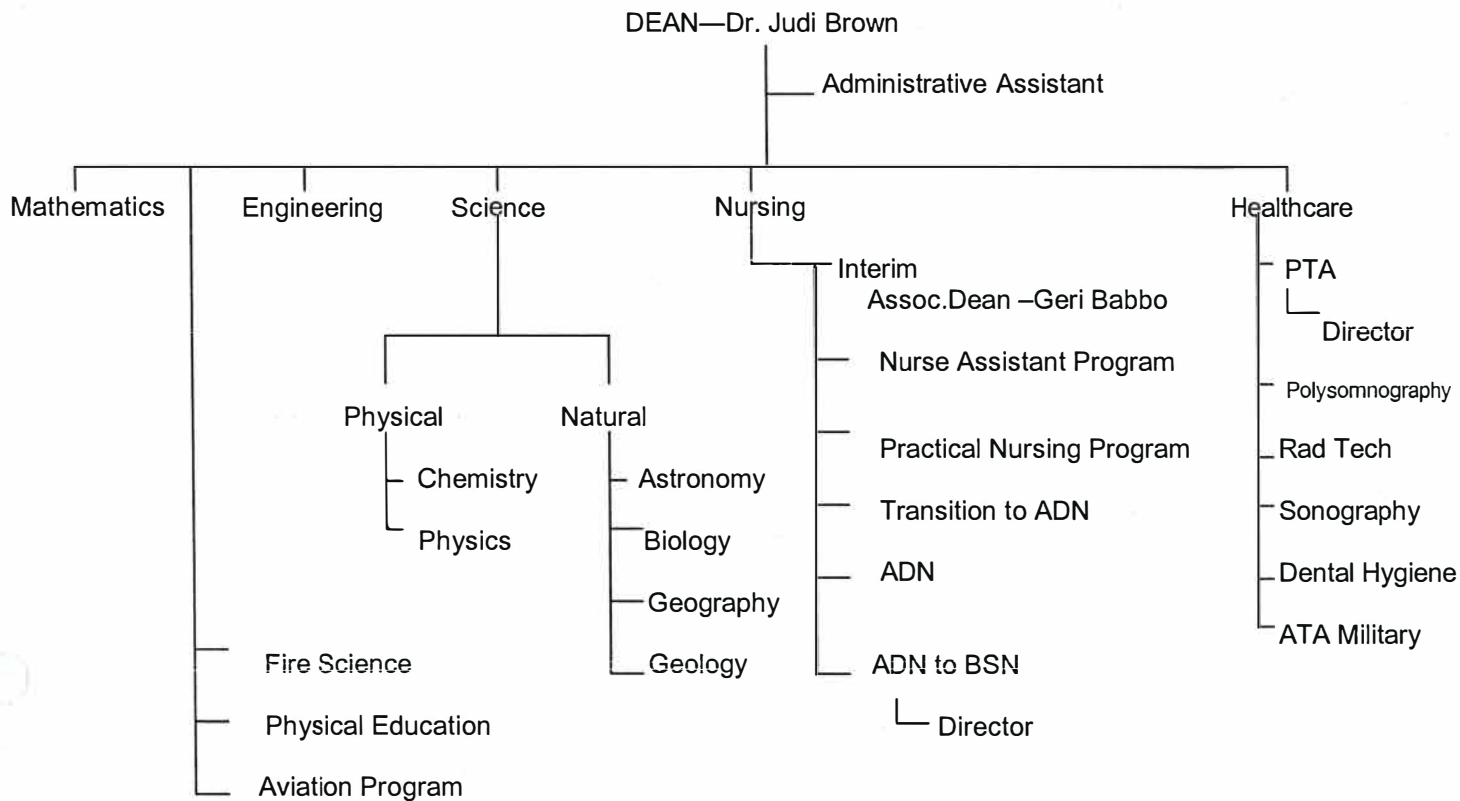 DEAN—Dr. Judi Brown
Administrative Assistant
Mathematics
Engineering
Science
Nursing
Healthcare
Fire Science
Physical Education
Aviation Program
Physical
Chemistry
Physics
Natural
Astronomy
Biology
Geography
Geology
Interim
Assoc.Dean –Geri Babbo
Nurse Assistant Program
Practical Nursing Program
Transition to ADN
ADN
ADN to BSN
Director
PTA
Director
Polysomnography
Rad Tech
Sonography
Dental Hygiene
ATA Military